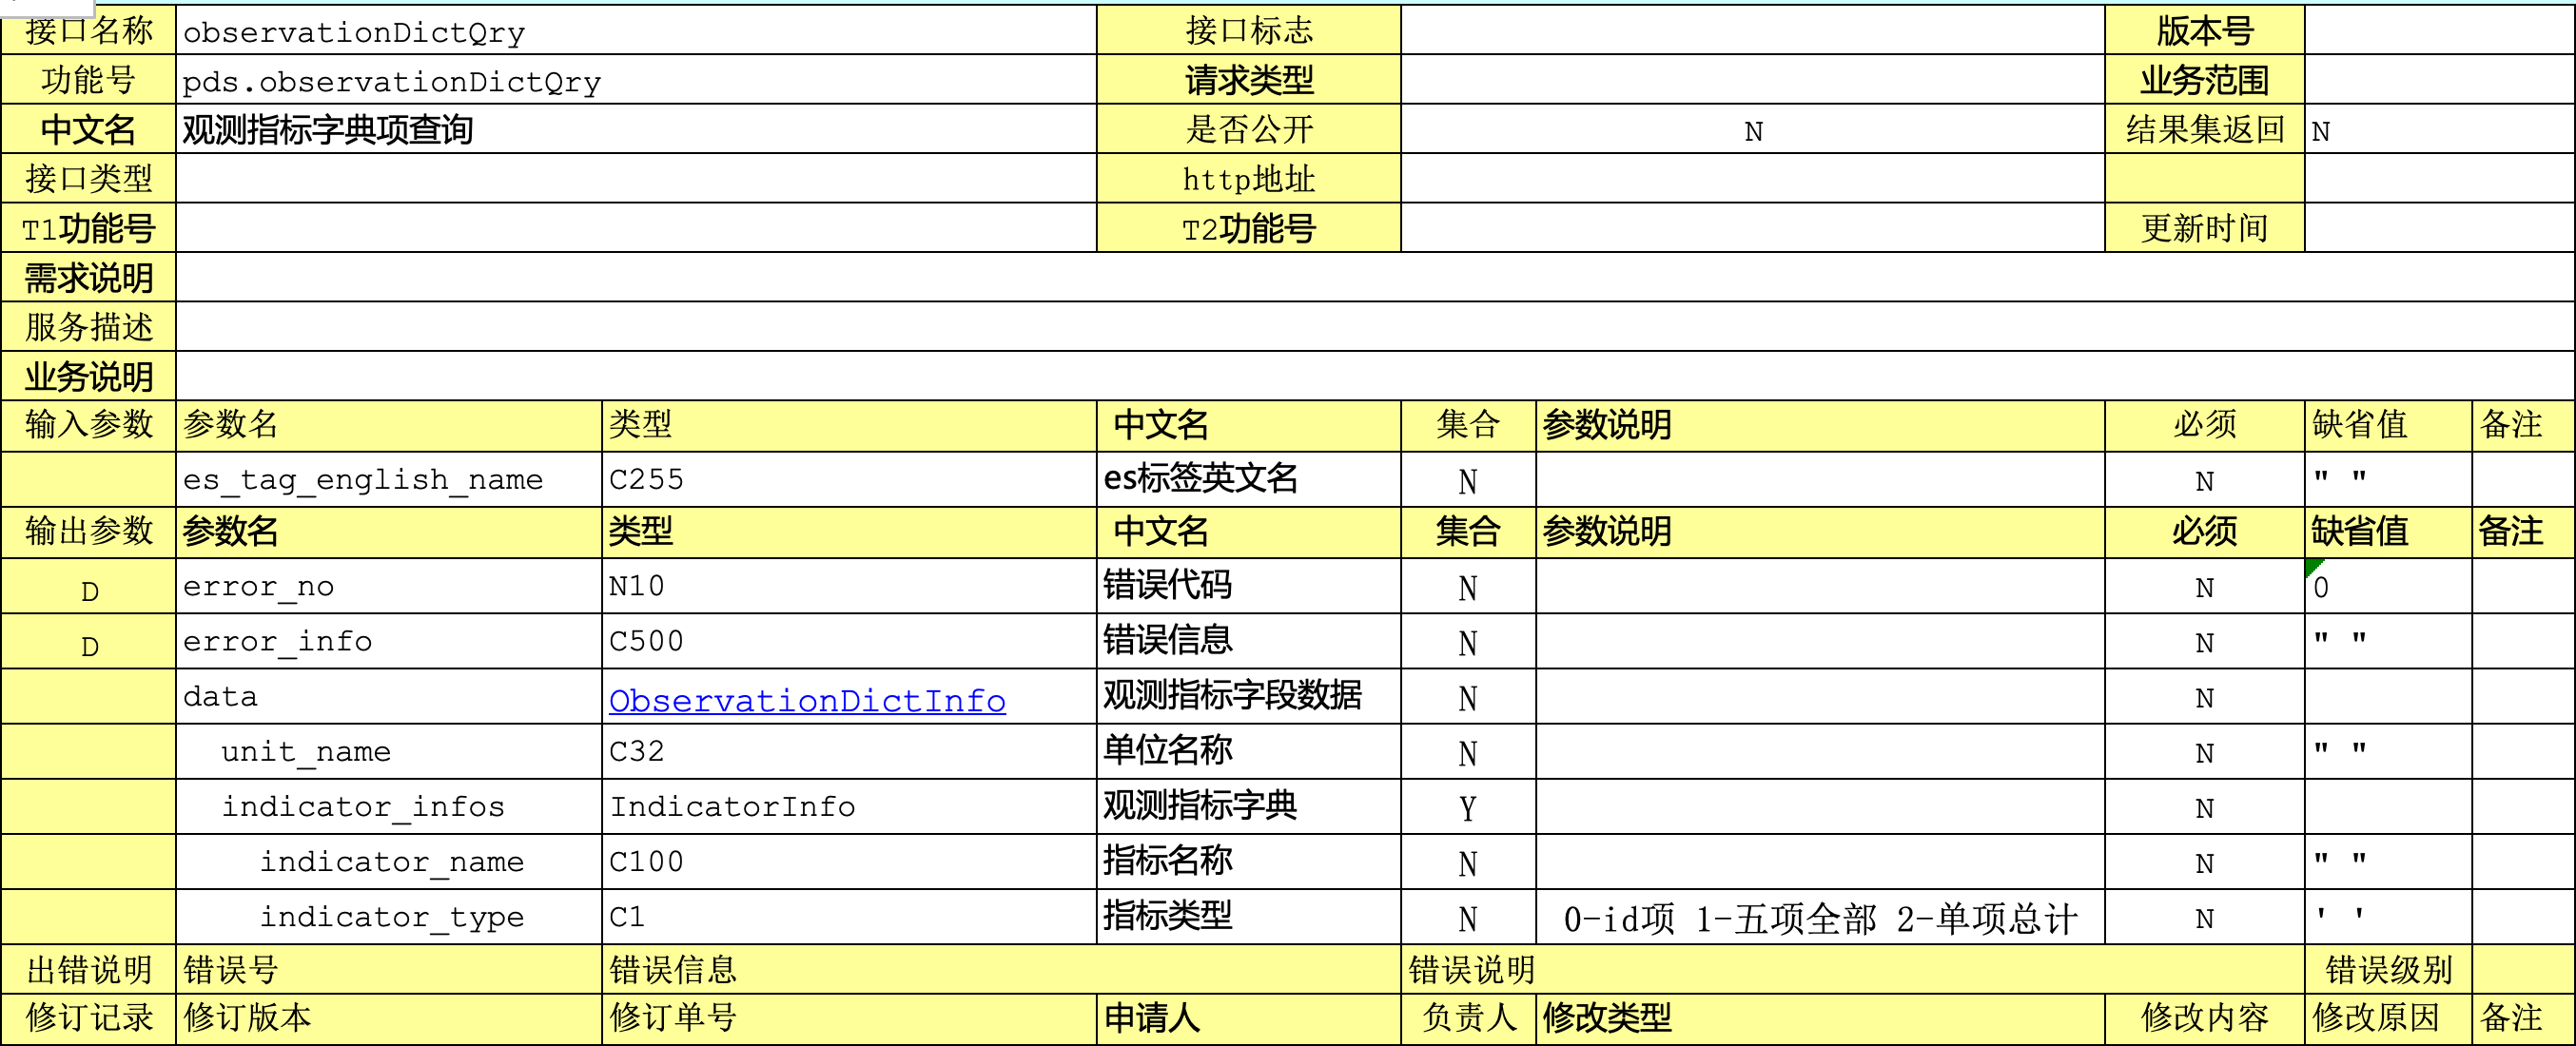 接口名称 observationDictQry 接口标志 版本号
功能号 pds.observationDictQry 请求类型 业务范围
中文名 观测指标字典项查询 是否公开 N 结果集返回 N
接口类型 http地址
T1功能号 T2功能号 更新时间
需求说明
服务描述
业务说明
输入参数 参数名 类型 中文名 集合 参数说明 必须 缺省值 备注
es_tag_english_name C255 es标签英文名 N N " "
输出参数 参数名 类型 中文名 集合 参数说明 必须 缺省值 备注
D error_no N10 错误代码 N N 0
D error_info C500 错误信息 N N " "
data ObservationDictInfo 观测指标字段数据 N N
unit_name C32 单位名称 N N " "
indicator_infos IndicatorInfo 观测指标字典 Y N
indicator_name C100 指标名称 N N " "
indicator_type C1 指标类型 N 0-id项 1-五项全部 2-单项总计 N ' '
出错说明 错误号 错误信息 错误说明 错误级别
修订记录 修订版本 修订单号 申请人 负责人 修改类型 修改内容 修改原因 备注